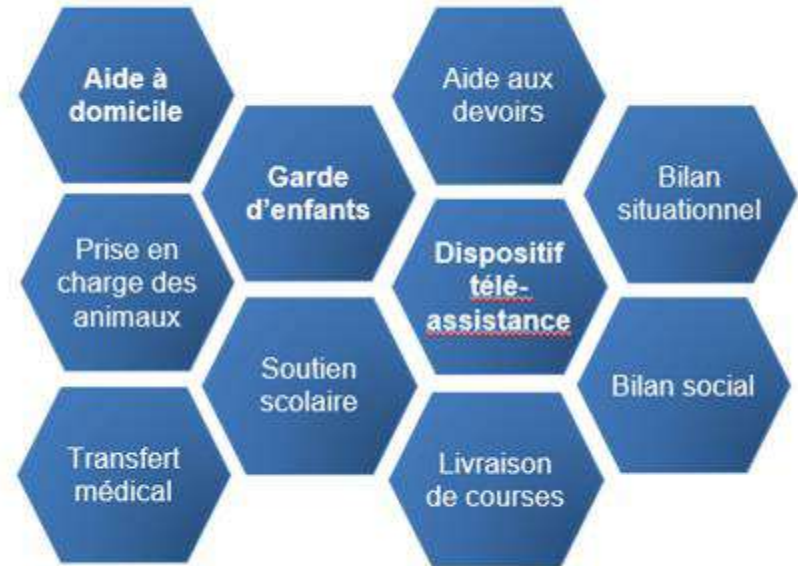 Aide à
domicile
Aide aux
devoirs
Garde
d'enfants
Bilan
situationnel
Prise en
charge des
animaux
Dispositif
télé-
assistance
Soutien
scolaire
Bilan social
Transfert
médical
Livraison
de courses